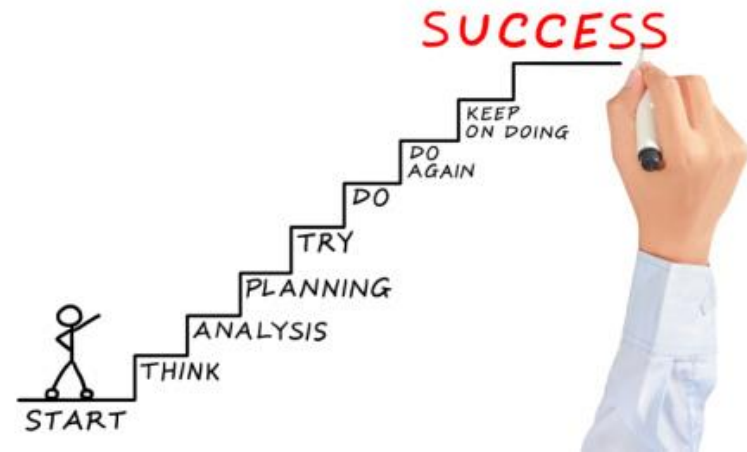 SUCCESS
KEEP
ON DOING
DO
AGAIN
DO
TRY
PLANNING
ANALYSIS
THINK
START